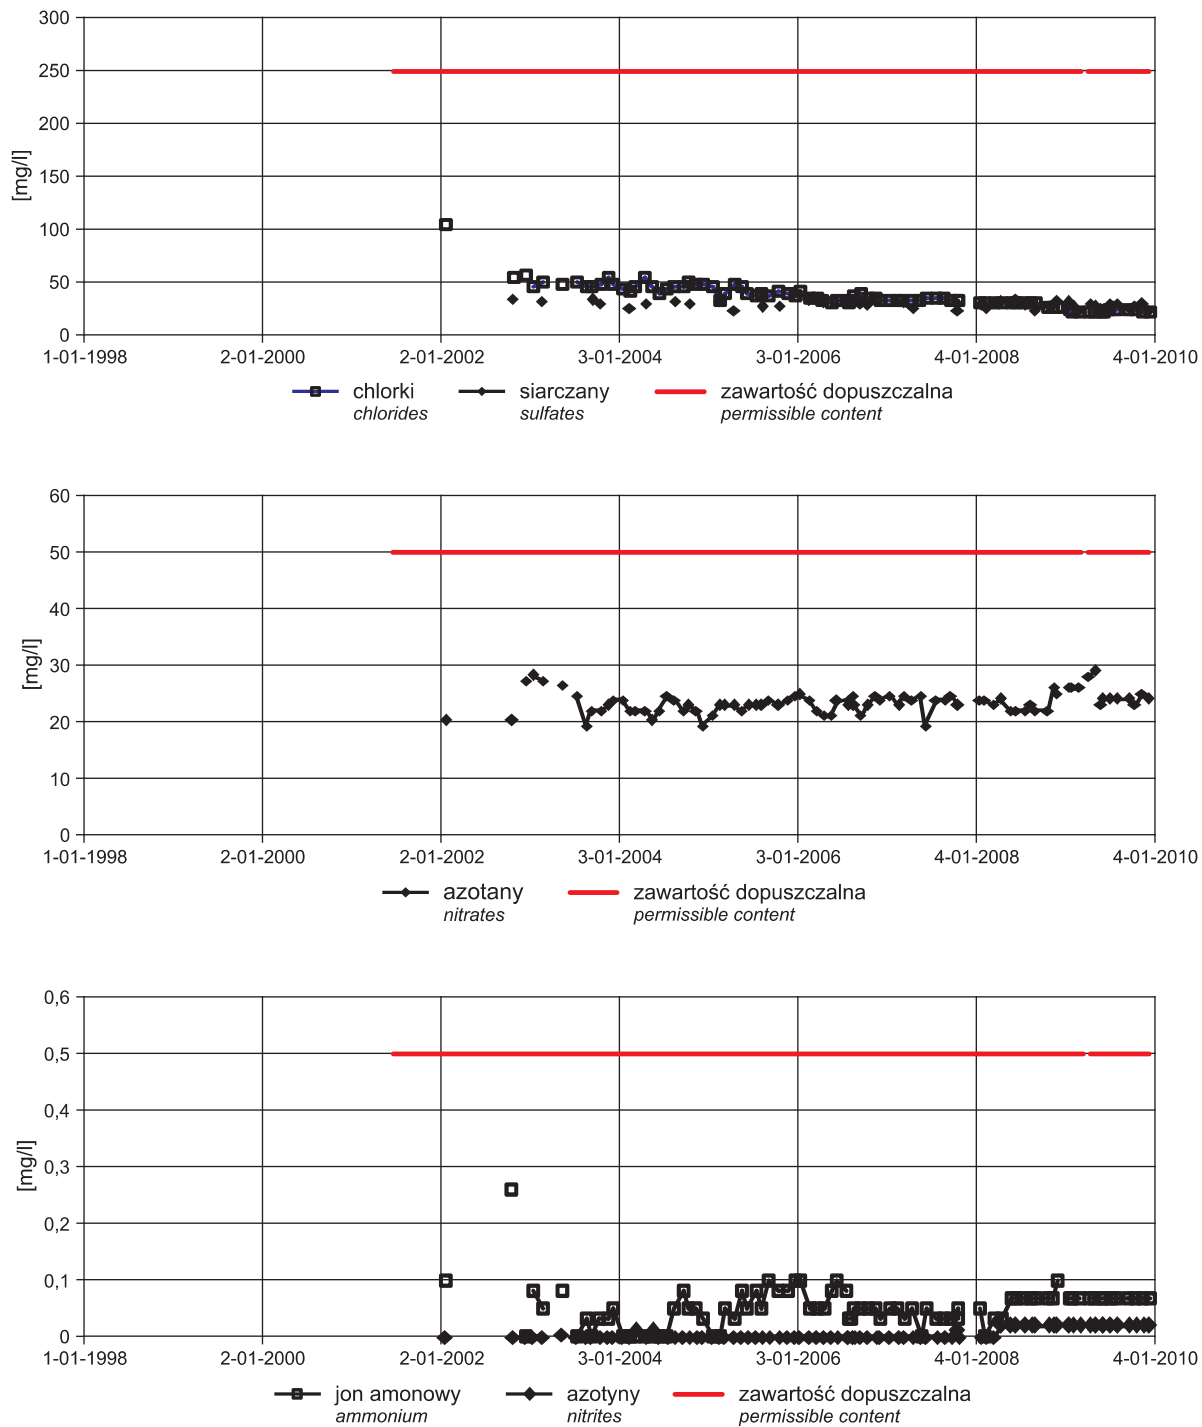 300
250
200
150
100
50
0
[mg/l]
1-01-1998 2-01-2000 2-01-2002 3-01-2004 3-01-2006 4-01-2008 4-01-2010
chlorki siarczany zawartość dopuszczalna
chlorides sulfates permissible content
60
50
40
30
20
10
0
[mg/l]
1-01-1998 2-01-2000 2-01-2002 3-01-2004 3-01-2006 4-01-2008 4-01-2010
azotany zawartość dopuszczalna
nitrates permissible content
0,6
0,5
0,4
0,3
0,2
0,1
0
[mg/l]
1-01-1998 2-01-2000 2-01-2002 3-01-2004 3-01-2006 4-01-2008 4-01-2010
jon amonowy azotyny zawartość dopuszczalna
ammonium nitrites permissible content